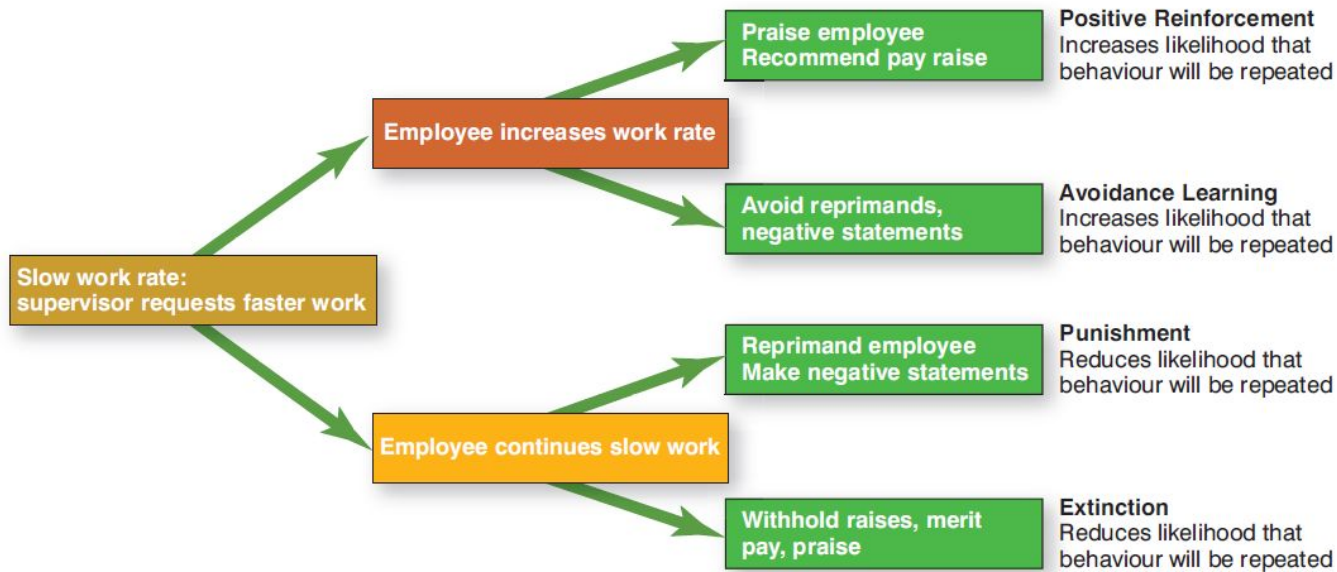 Slow work rate:
supervisor requests faster work
Employee increases work rate
Praise employee
Recommend pay raise
Positive Reinforcement
Increases likelihood that
behaviour will be repeated
Avoid reprimands,
negative statements
Avoidance Learning
Increases likelihood that
behaviour will be repeated
Employee continues slow work
Reprimand employee
Make negative statements
Punishment
Reduces likelihood that
behaviour will be repeated
Withhold raises, merit
pay, praise
Extinction
Reduces likelihood that
behaviour will be repeated